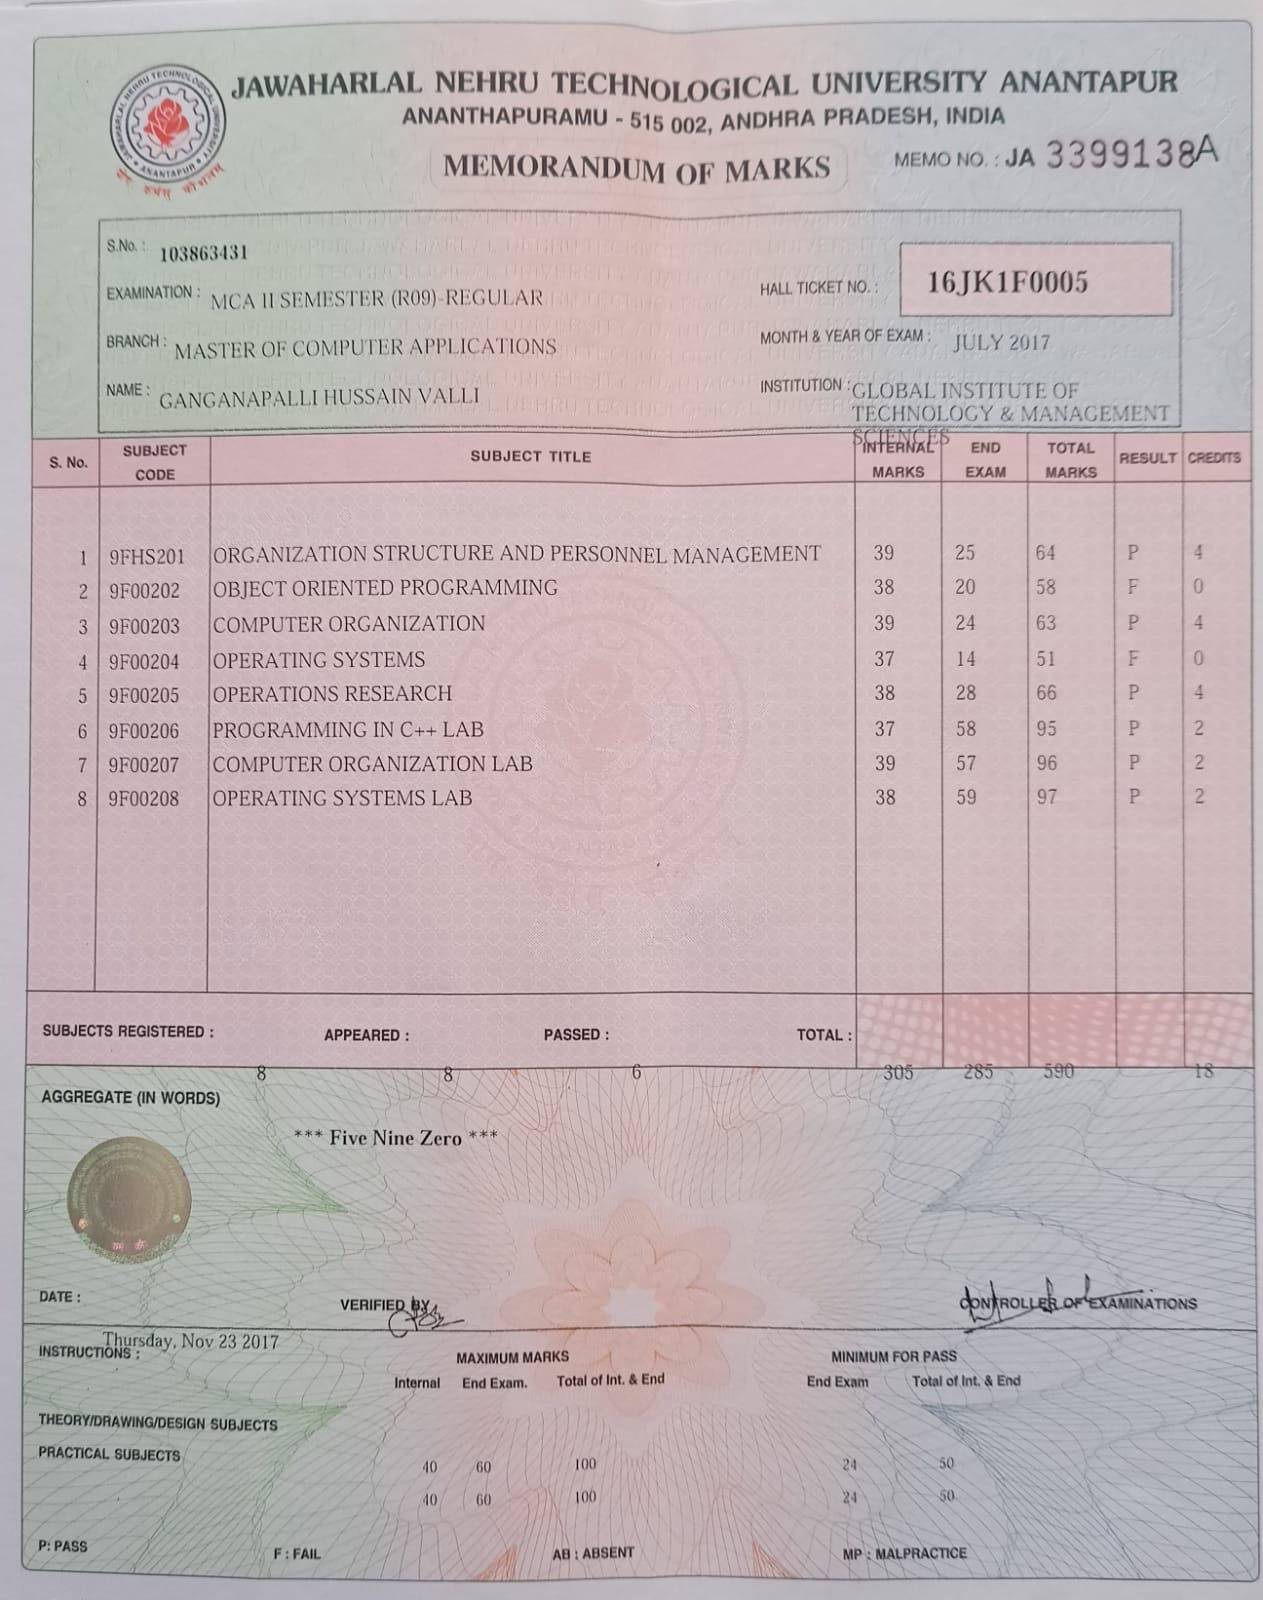 JAWAHARLAL NEHRU TECHNOLOGICAL UNIVERSITY ANANTAPUR
ANANTHAPURAMU - 515 002, ANDHRA PRADESH, INDIA
MEMORANDUM OF MARKS
MEMO NO. : JA 3399138A
JAWAHARLAL NEHRU TECHNOLOGICAL UNIVERSITY
ANANTAPUR
S.No. : 103863431
EXAMINATION : MCA II SEMESTER (R09)-REGULAR
HALL TICKET NO. : 16JK1F0005
BRANCH : MASTER OF COMPUTER APPLICATIONS
MONTH & YEAR OF EXAM : JULY 2017
NAME : GANGANAPALLI HUSSAIN VALLI
INSTITUTION : GLOBAL INSTITUTE OF
TECHNOLOGY & MANAGEMENT
SCIENCES
S. No. SUBJECT CODE SUBJECT TITLE INTERNAL MARKS END EXAM TOTAL MARKS RESULT CREDITS
1 9FHS201 ORGANIZATION STRUCTURE AND PERSONNEL MANAGEMENT 39 25 64 P 4
2 9F00202 OBJECT ORIENTED PROGRAMMING 38 20 58 F 0
3 9F00203 COMPUTER ORGANIZATION 39 24 63 P 4
4 9F00204 OPERATING SYSTEMS 37 14 51 F 0
5 9F00205 OPERATIONS RESEARCH 38 28 66 P 4
6 9F00206 PROGRAMMING IN C++ LAB 37 58 95 P 2
7 9F00207 COMPUTER ORGANIZATION LAB 39 57 96 P 2
8 9F00208 OPERATING SYSTEMS LAB 38 59 97 P 2
SUBJECTS REGISTERED : APPEARED : PASSED : TOTAL :
8 8 6 305 285 590 18
AGGREGATE (IN WORDS)
*** Five Nine Zero ***
DATE : VERIFIED BY CONTROLLER OF EXAMINATIONS
Thursday, Nov 23 2017
INSTRUCTIONS : MAXIMUM MARKS MINIMUM FOR PASS
Internal End Exam. Total of Int. & End End Exam Total of Int. & End
THEORY/DRAWING/DESIGN SUBJECTS
PRACTICAL SUBJECTS
40 60 100 24 50
40 60 100 24 50
P: PASS F : FAIL AB : ABSENT MP : MALPRACTICE